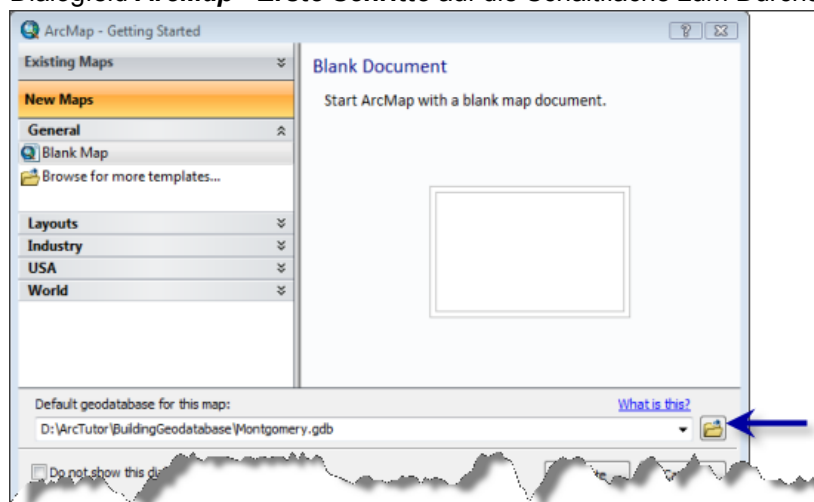 Dialogfeld ArcMap - Erste Schritte auf die Schaltfläche zum
ArcMap - Getting Started
Existing Maps
New Maps
General
Blank Map
Browse for more templates...
Layouts
Industry
USA
World
Blank Document
Start ArcMap with a blank map document.
Default geodatabase for this map:
What is this?
D:\ArcTutor\BuildingGeodatabase\Montgomery.gdb
Do not show this